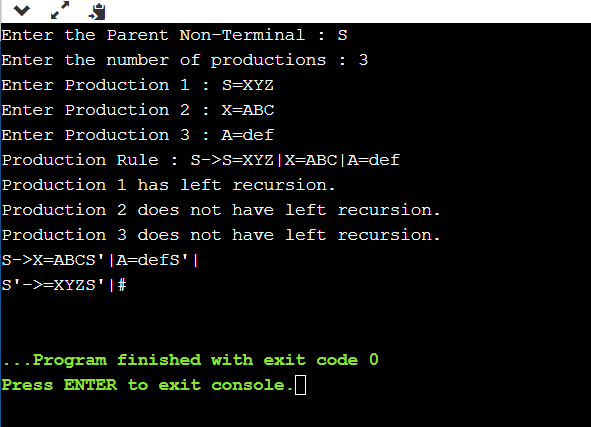 Enter the Parent Non-Terminal : S
Enter the number of productions : 3
Enter Production 1 : S=XYZ
Enter Production 2 : X=ABC
Enter Production 3 : A=def
Production Rule : S->S=XYZ|X=ABC|A=def
Production 1 has left recursion.
Production 2 does not have left recursion.
Production 3 does not have left recursion.
S->X=ABCS'|A=defS'|
S'->=XYZS'|#
...Program finished with exit code 0
Press ENTER to exit console.